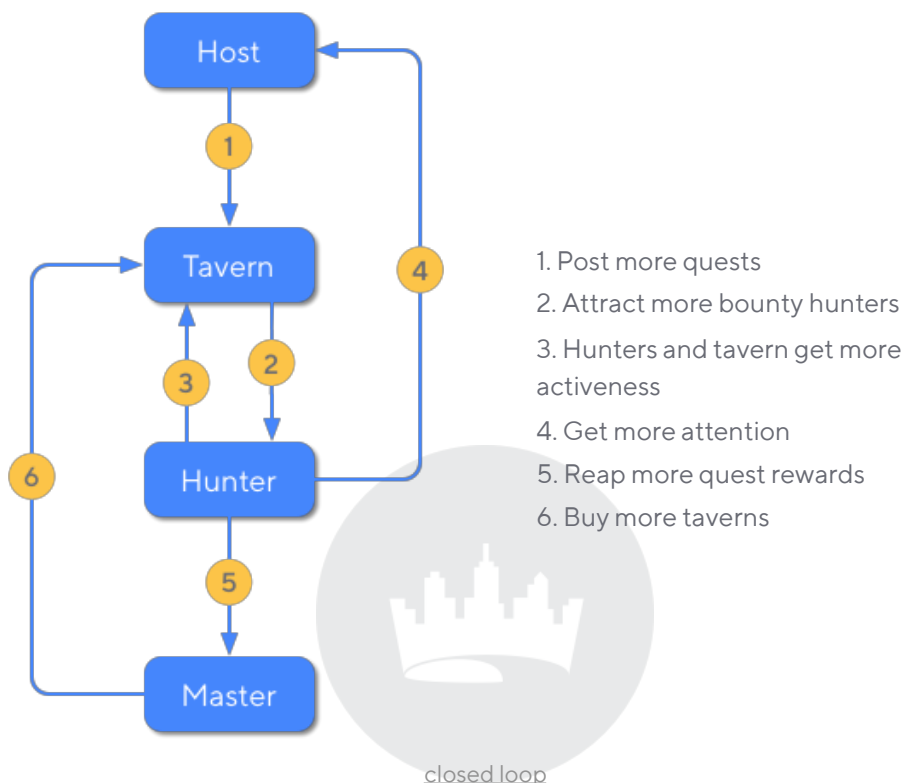 Host
1
Tavern
4
2
3
Hunter
6
5
Master
1. Post more quests
2. Attract more bounty hunters
3. Hunters and tavern get more
activeness
4. Get more attention
5. Reap more quest rewards
6. Buy more taverns
closed loop